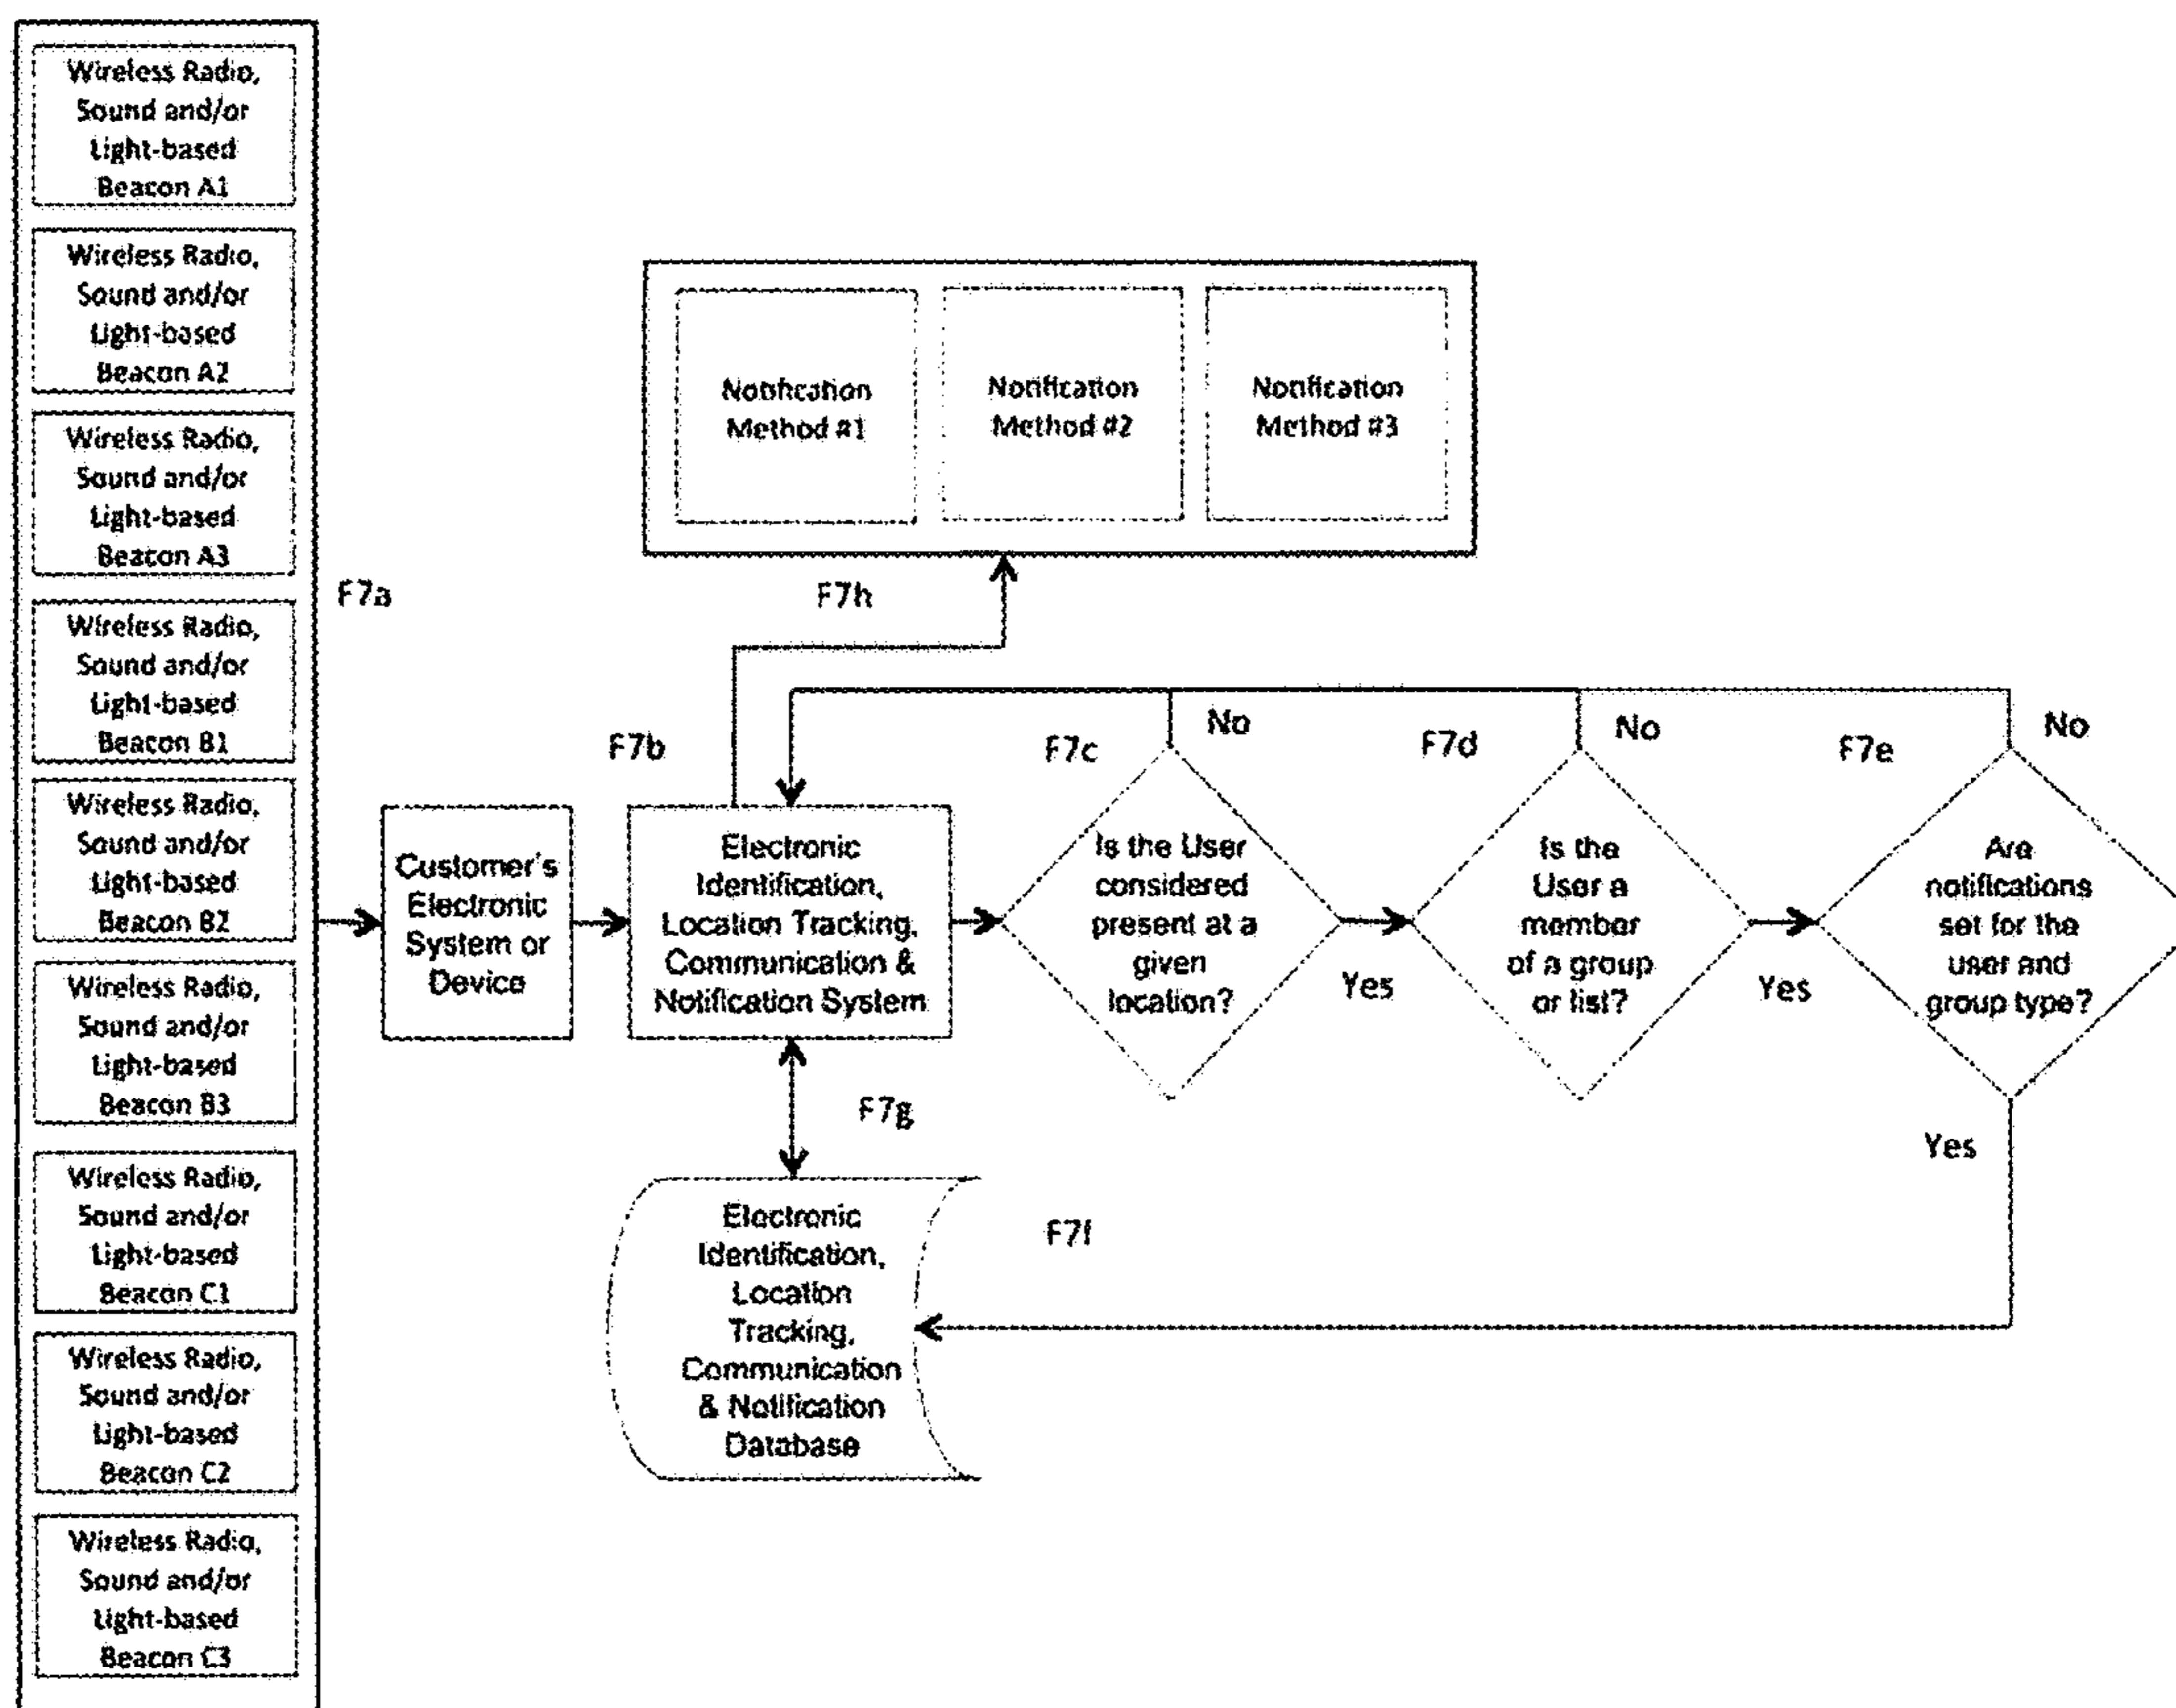 Wireless Radio,
Sound and/or
Light-based
Beacon A1
Wireless Radio,
Sound and/or
Light-based
Beacon A2
Wireless Radio,
Sound and/or
Light-based
Beacon A3
Wireless Radio,
Sound and/or
Light-based
Beacon B1
Wireless Radio,
Sound and/or
Light-based
Beacon B2
Wireless Radio,
Sound and/or
Light-based
Beacon B3
Wireless Radio,
Sound and/or
Light-based
Beacon C1
Wireless Radio,
Sound and/or
Light-based
Beacon C2
Wireless Radio,
Sound and/or
Light-based
Beacon C3
F7a
Notification
Method #1
Notification
Method #2
Notification
Method #3
F7h
F7b
F7c
No
F7d
No
F7e
No
Customer's
Electronic
System or
Device
Electronic
Identification,
Location Tracking,
Communication &
Notification System
Is the User
considered
present at a
given
location?
Yes
Is the
User a
member
of a group
or list?
Yes
Are
notifications
set for the
user and
group type?
Yes
F7g
F7f
Electronic
Identification,
Location
Tracking,
Communication
& Notification
Database